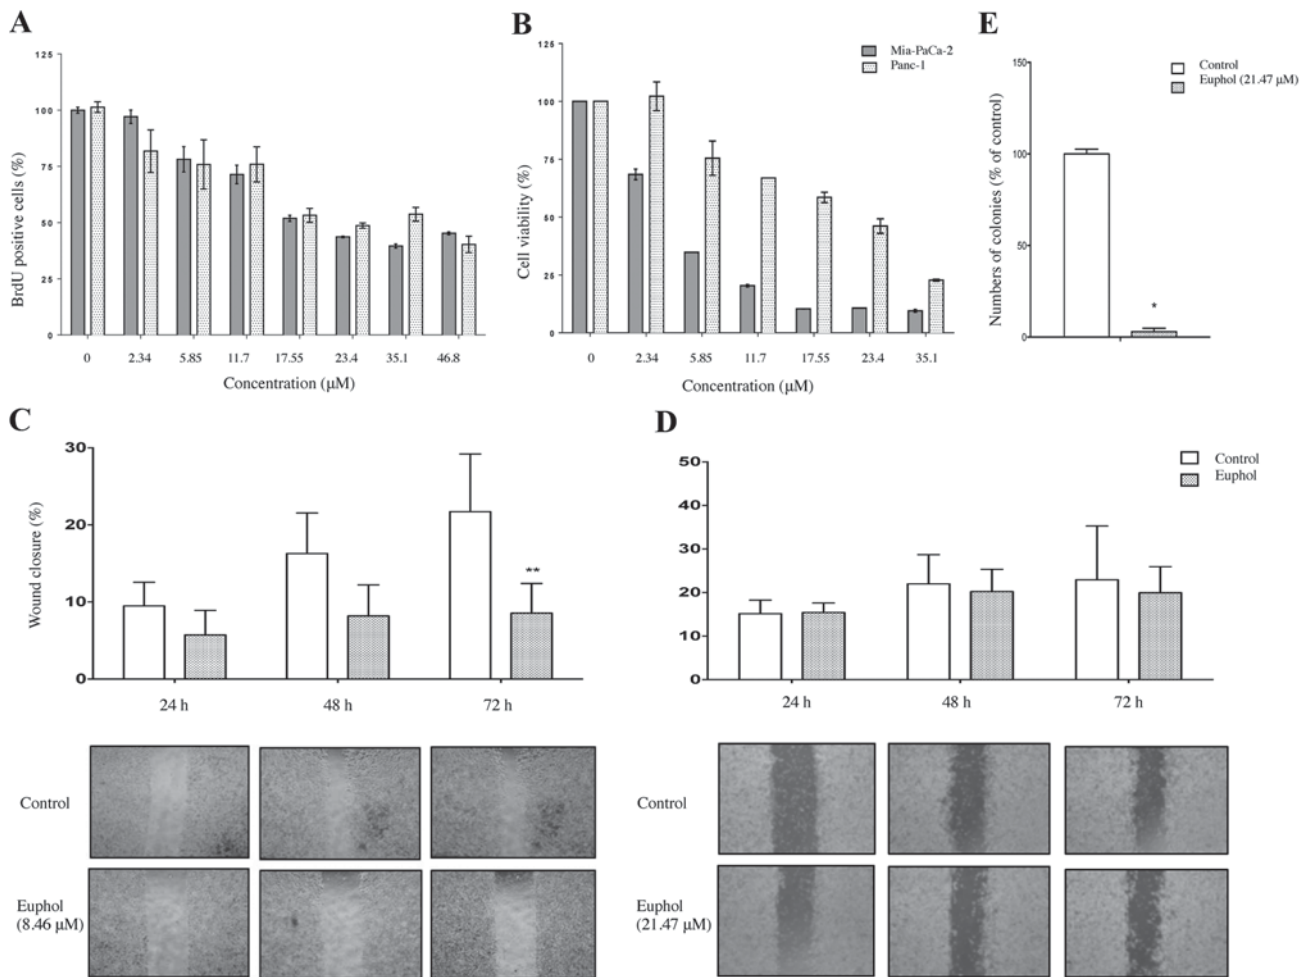 A
125
100
75
50
25
0
BrdU positive cells (%)
0 2.34 5.85 11.7 17.55 23.4 35.1 46.8
Concentration (µM)
B
125
100
75
50
25
0
Cell viability (%)
Mia-PaCa-2
Panc-1
0 2.34 5.85 11.7 17.55 23.4 35.1
Concentration (µM)
E
150
100
50
0
Numbers of colonies (% of control)
Control
Euphol (21.47 µM)
*
C
30
20
10
0
Wound closure (%)
**
24 h 48 h 72 h
Control
Euphol
(8.46 µM)
D
50
40
30
20
10
0
Control
Euphol
24 h 48 h 72 h
Control
Euphol
(21.47 µM)